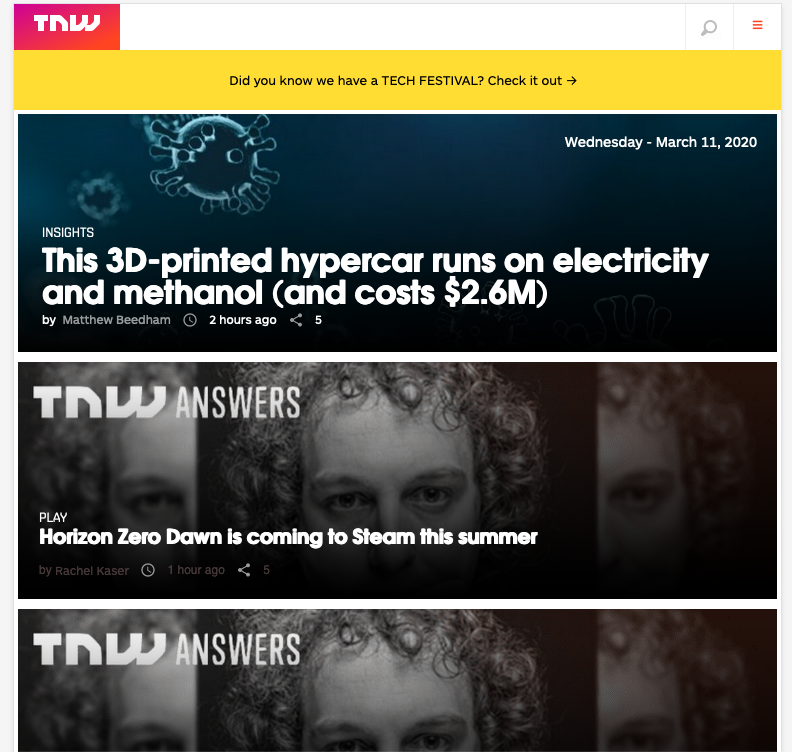 TNW
Did you know we have a TECH FESTIVAL? Check it out →
Wednesday - March 11, 2020
INSIGHTS
This 3D-printed hypercar runs on electricity
and methanol (and costs $2.6M)
by Matthew Beedham 2 hours ago 5
TNW ANSWERS
PLAY
Horizon Zero Dawn is coming to Steam this summer
by Rachel Kaser 1 hour ago 5
TNW ANSWERS